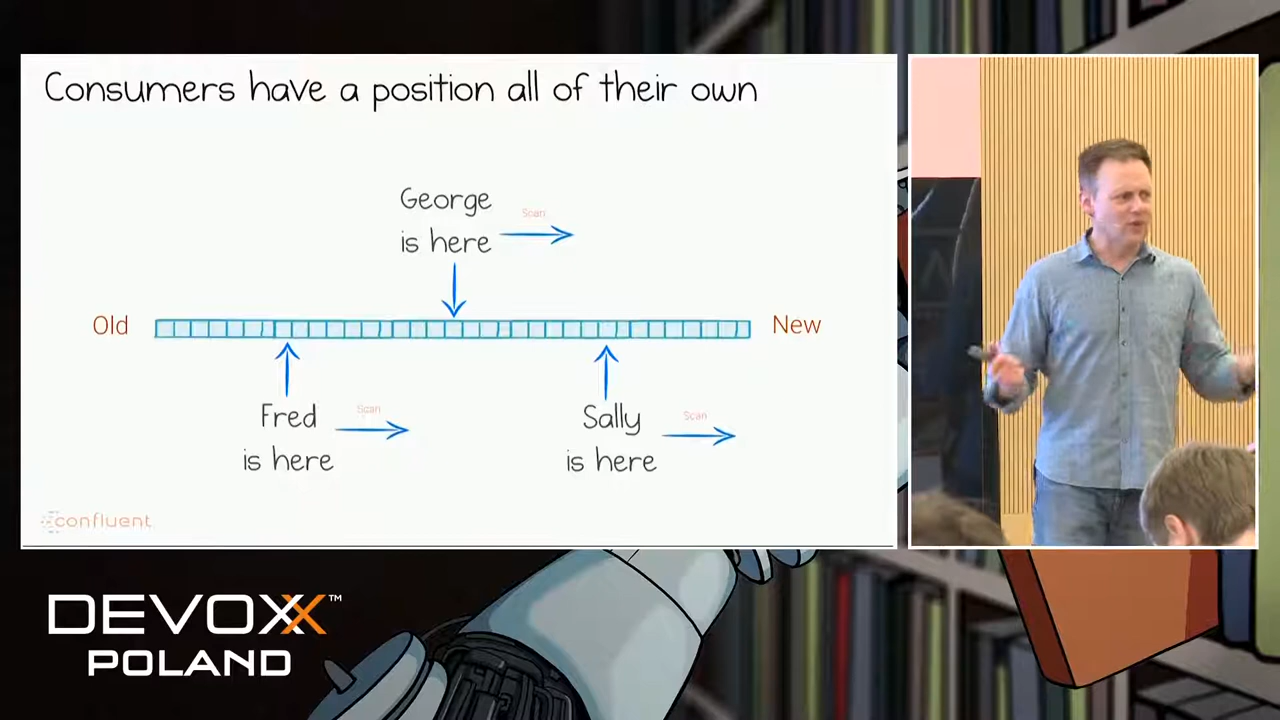 Consumers have a position all of their own
George
is here
Scan
Old
New
Fred
is here
Scan
Sally
is here
Scan
confluent
DEVOXX™
POLAND